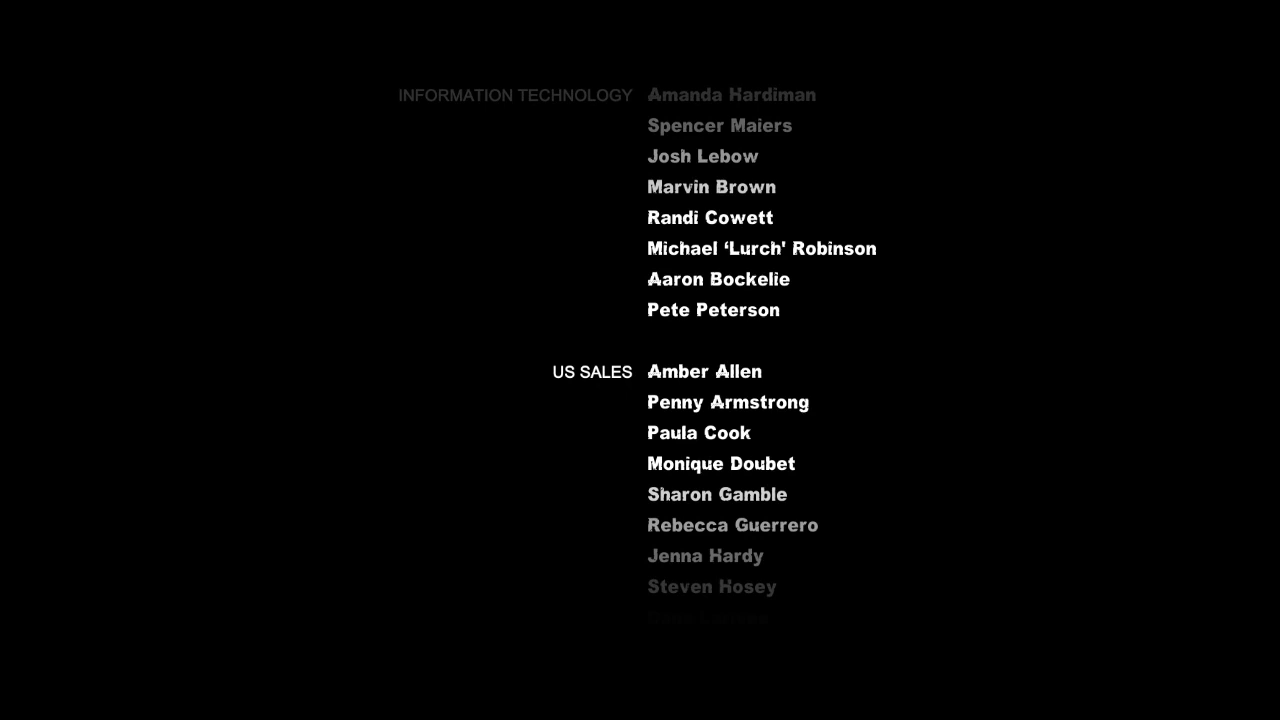 INFORMATION TECHNOLOGY Amanda Hardiman
Spencer Maiers
Josh Lebow
Marvin Brown
Randi Cowett
Michael ‘Lurch' Robinson
Aaron Bockelie
Pete Peterson
US SALES Amber Allen
Penny Armstrong
Paula Cook
Monique Doubet
Sharon Gamble
Rebecca Guerrero
Jenna Hardy
Steven Hosey